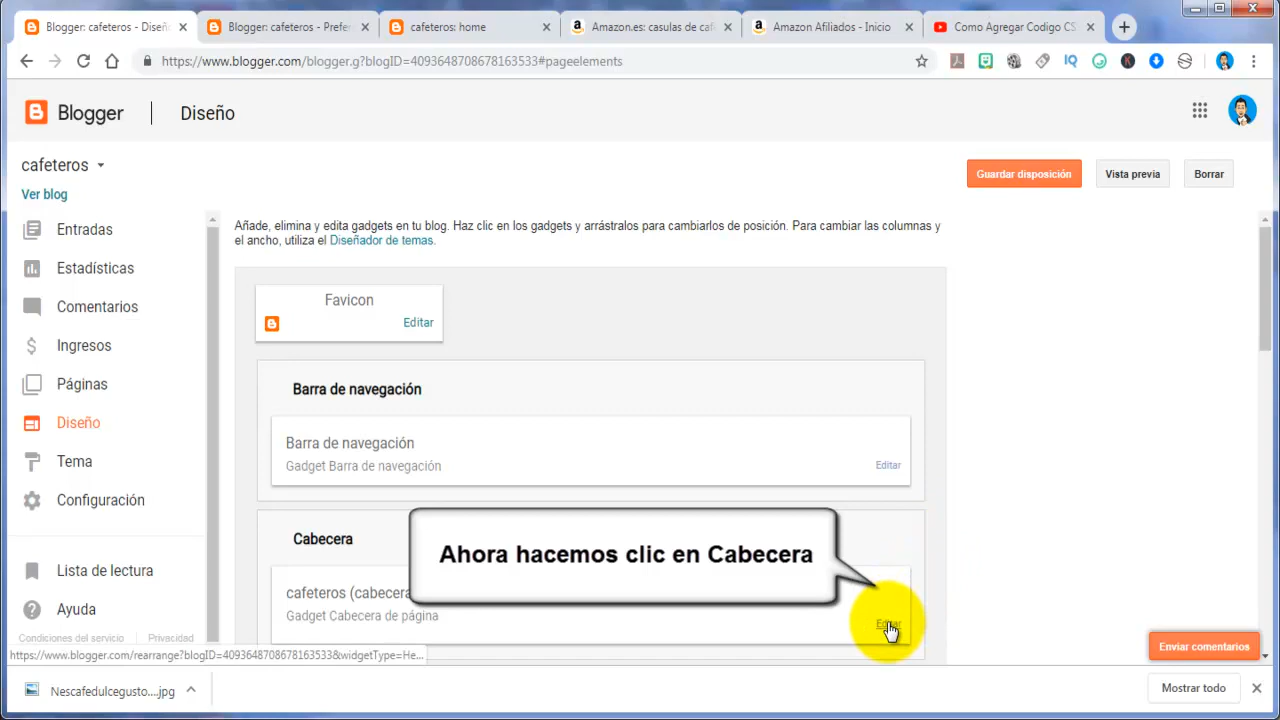 Blogger: cafeteros - Diseñ
Blogger: cafeteros - Prefe
cafeteros: home
Amazon.es: casulas de caf
Amazon Afiliados - Inicio
Como Agregar Codigo CS
https://www.blogger.com/blogger.g?blogID=4093648708678163533#pageelements
Blogger
Diseño
cafeteros
Ver blog
Guardar disposición
Vista previa
Borrar
Entradas
Estadísticas
Comentarios
Ingresos
Páginas
Diseño
Tema
Configuración
Lista de lectura
Ayuda
Condiciones del servicio
Privacidad
Añade, elimina y edita gadgets en tu blog. Haz clic en los gadgets y arrástralos para cambiarlos de posición. Para cambiar las columnas y
el ancho, utiliza el Diseñador de temas.
Favicon
Editar
Barra de navegación
Barra de navegación
Gadget Barra de navegación
Editar
Cabecera
Ahora hacemos clic en Cabecera
cafeteros (cabecera
Gadget Cabecera de página
Editar
Enviar comentarios
https://www.blogger.com/rearrange?blogID=4093648708678163533&widgetType=He...
Nescafedulcegusto....jpg
Mostrar todo